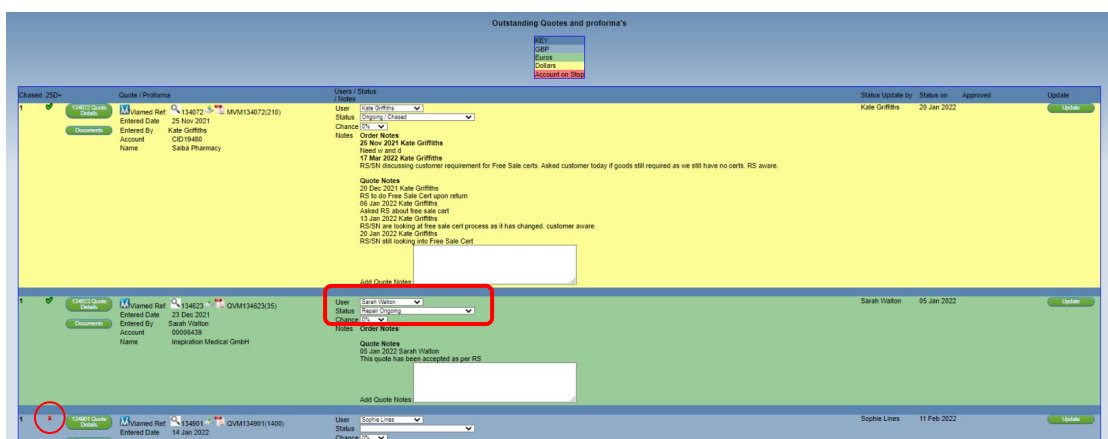 Outstanding Quotes and proforma's
KEY
GBP
Euros
Dollars
Account on Stop
Chased 25D+ Quote / Proforma Users / Status / Notes Status Update by Status on Approved Update
1 134072 Quote Details Viamed Ref: 134072 MVM134072(210) User Kate Griffiths Kate Griffiths 20 Jan 2022 Update
Entered Date 25 Nov 2021 Status Ongoing / Chased
Documents Entered By Kate Griffiths Chance 0%
Account CID19480 Notes Order Notes:
Name Saiba Pharmacy 25 Nov 2021 Kate Griffiths
Need w and d
17 Mar 2022 Kate Griffiths
RS/SN discussing customer requirement for Free Sale certs. Asked customer today if goods still required as we still have no certs. RS aware.
Quote Notes
20 Dec 2021 Kate Griffiths
RS to do Free Sale Cert upon return
06 Jan 2022 Kate Griffiths
Asked RS about free sale cert
13 Jan 2022 Kate Griffiths
RS/SN are looking at free sale cert process as it has changed. customer aware.
20 Jan 2022 Kate Griffiths
RS/SN still looking into Free Sale Cert
Add Quote Notes
1 134623 Quote Details Viamed Ref: 134623 QVM134623(35) User Sarah Walton Sarah Walton 05 Jan 2022 Update
Entered Date 23 Dec 2021 Status Repair Ongoing
Documents Entered By Sarah Walton Chance 0%
Account 00006439 Notes Order Notes:
Name Inspiration Medical GmbH
Quote Notes
05 Jan 2022 Sarah Walton
This quote has been accepted as per RS
Add Quote Notes
1 134901 Quote Details Viamed Ref: 134901 QVM134901(1400) User Sophie Lines Sophie Lines 11 Feb 2022 Update
Entered Date 14 Jan 2022 Status
Chance 0%